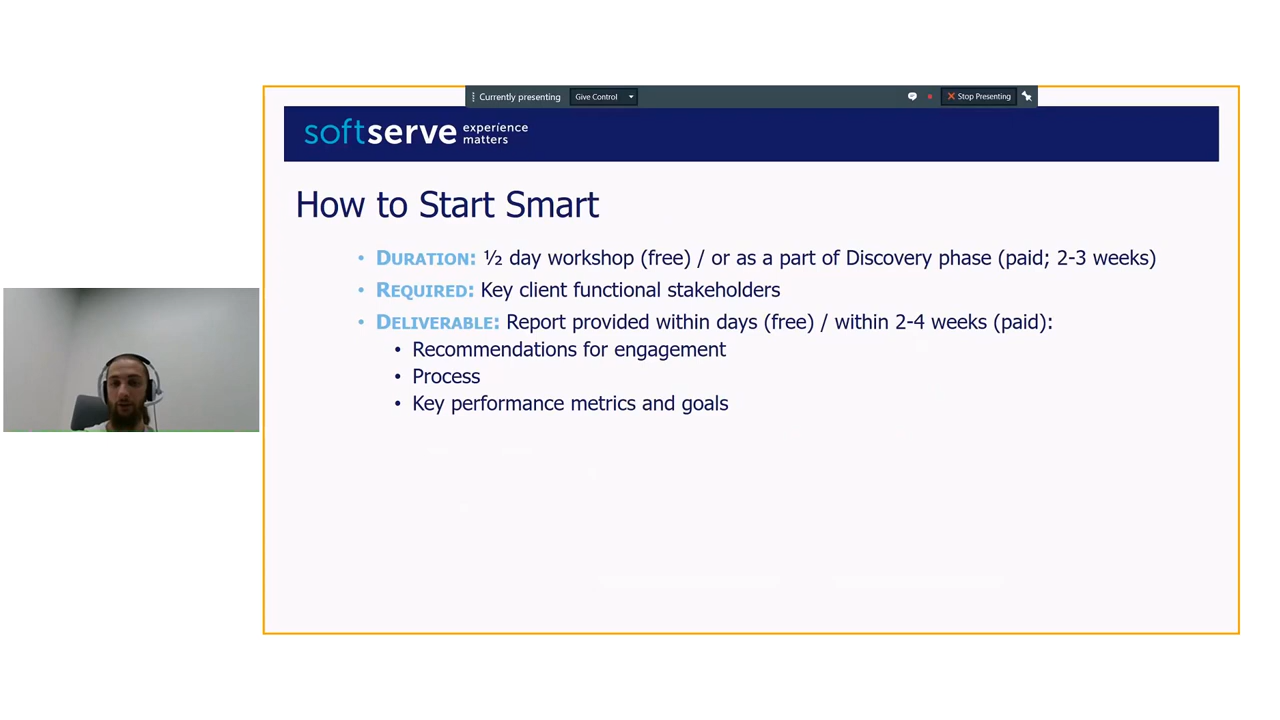 Currently presenting Give Control Stop Presenting
softserve experience matters
How to Start Smart
• DURATION: ½ day workshop (free) / or as a part of Discovery phase (paid; 2-3 weeks)
• REQUIRED: Key client functional stakeholders
• DELIVERABLE: Report provided within days (free) / within 2-4 weeks (paid):
• Recommendations for engagement
• Process
• Key performance metrics and goals